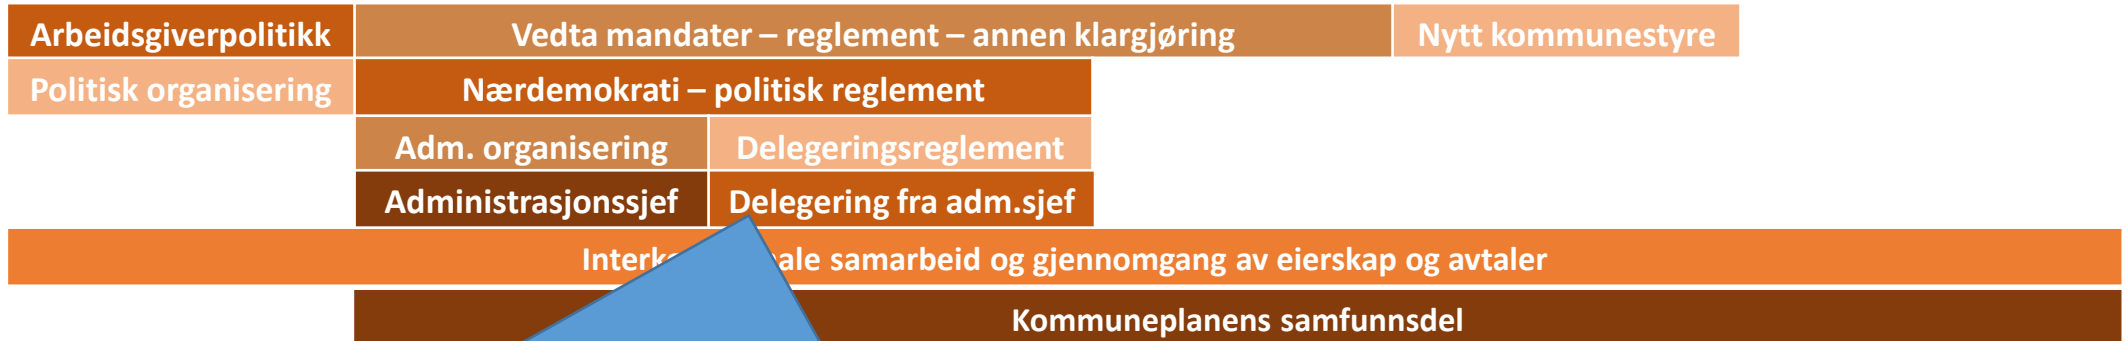 Arbeidsgiverpolitikk Vedta mandater – reglement – annen klargjøring Nytt kommunestyre
Politisk organisering Nærdemokrati – politisk reglement
Adm. organisering Delegeringsreglement
Administrasjonssjef Delegering fra adm.sjef
samarbeid og gjennomgang av eierskap og avtaler
Kommuneplanens samfunnsdel